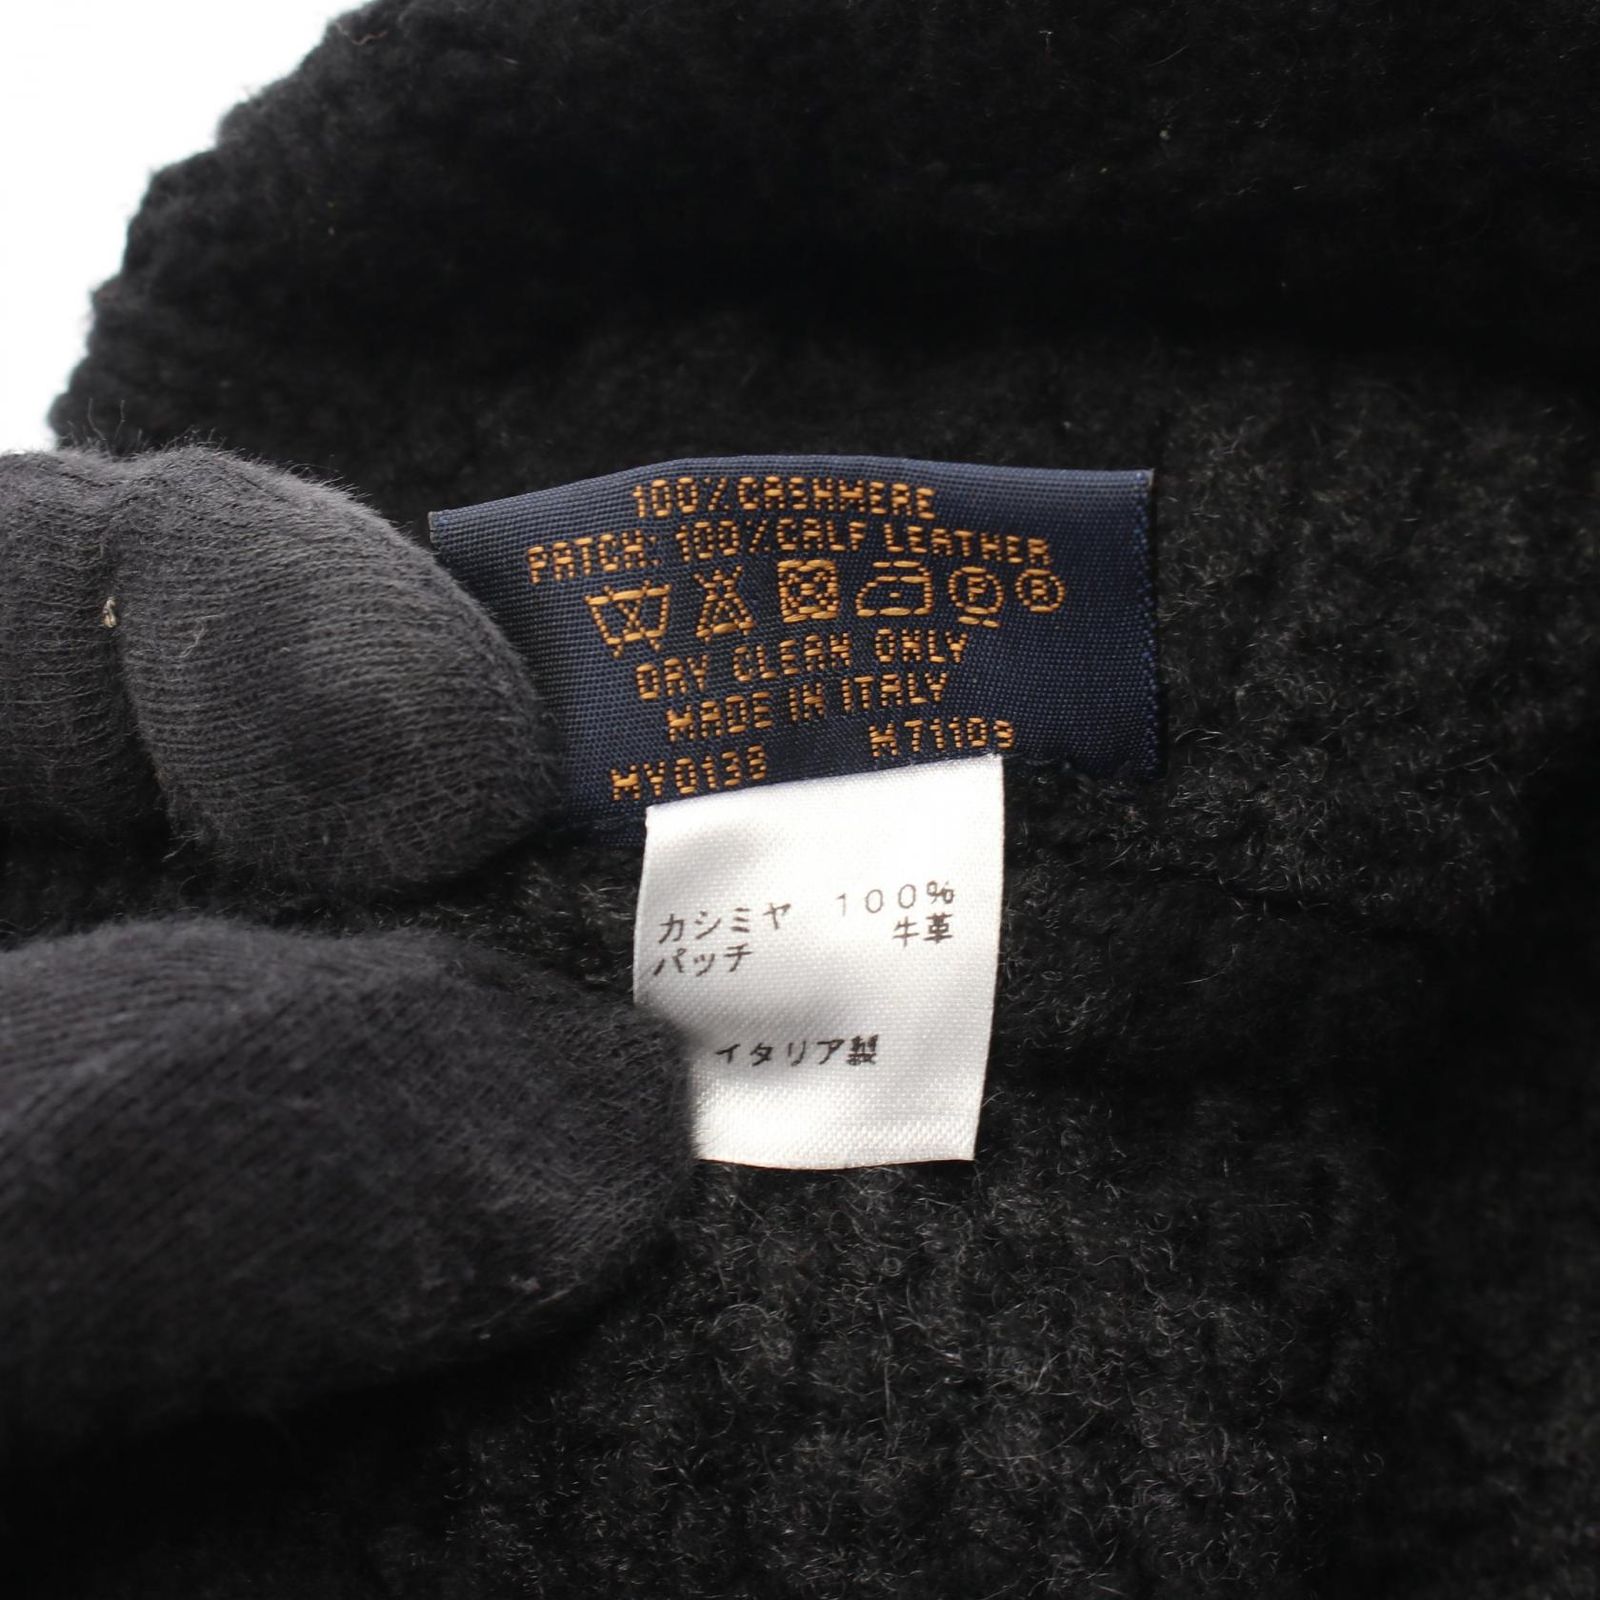 100% CASHMERE
PATCH: 100% CALF LEATHER
P R
DRY CLEAN ONLY
MADE IN ITALY
MY0138 M71109
カシミヤ 100%
パッチ 牛革
イタリア製